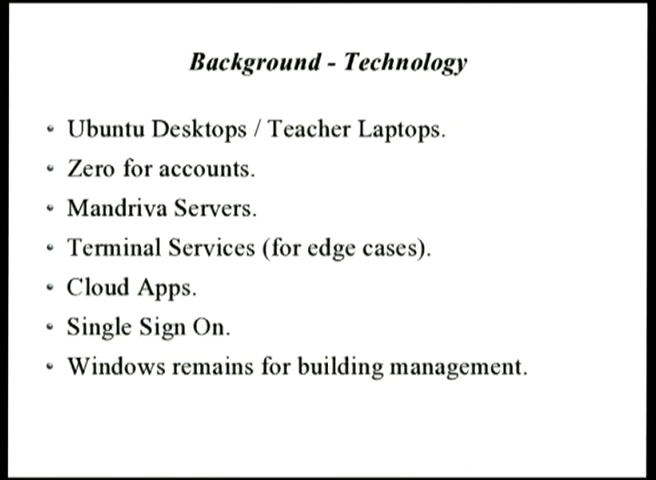 Background - Technology
Ubuntu Desktops / Teacher Laptops.
Zero for accounts.
Mandriva Servers.
Terminal Services (for edge cases).
Cloud Apps.
Single Sign On.
Windows remains for building management.